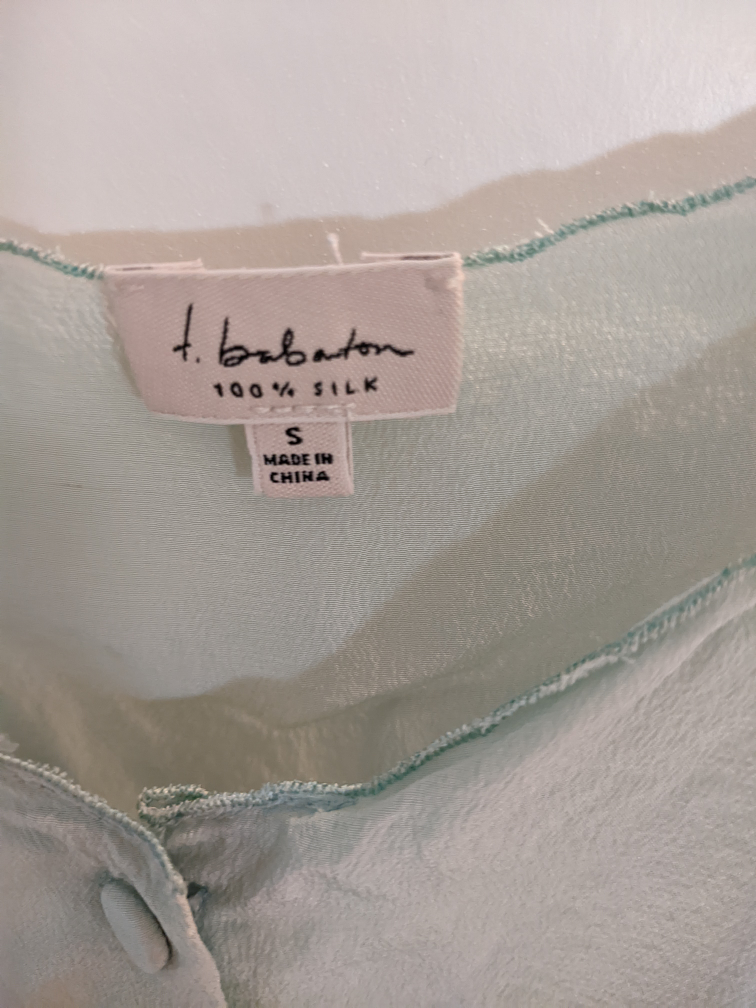 t. babaton
100% SILK
S
MADE IN
CHINA